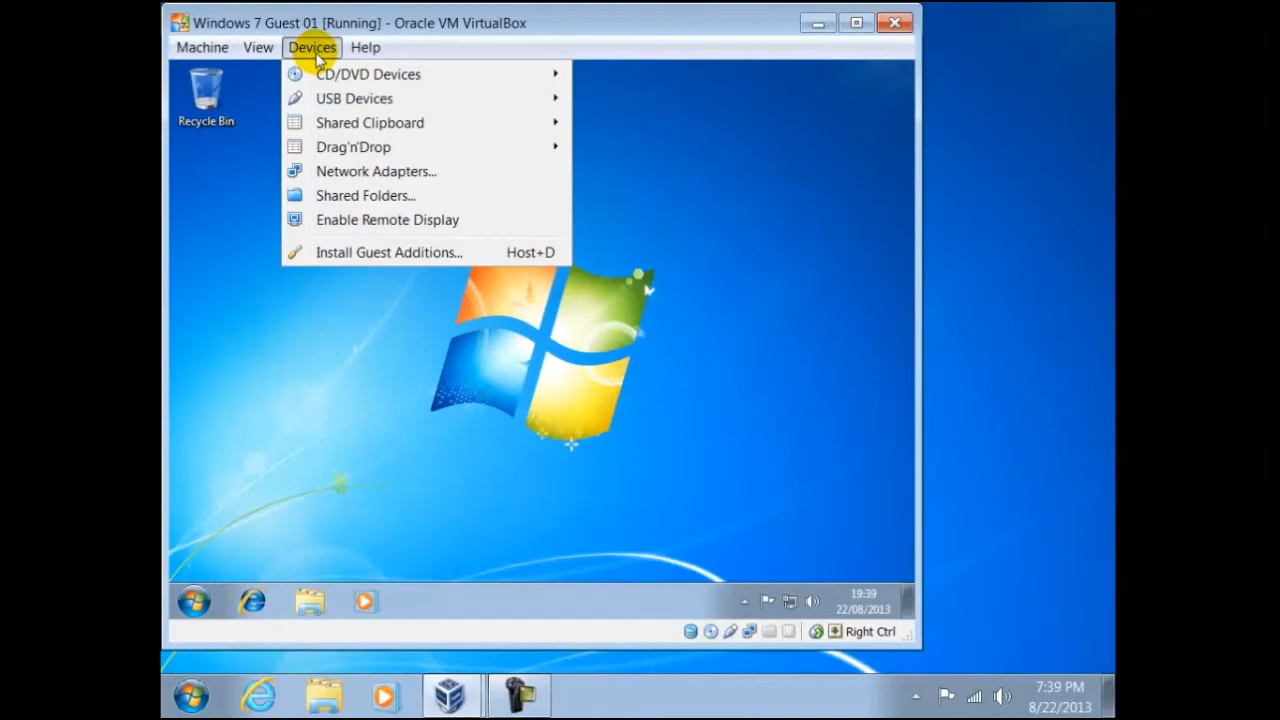 Windows 7 Guest 01 [Running] - Oracle VM VirtualBox
Machine View Devices Help
CD/DVD Devices
USB Devices
Shared Clipboard
Drag'n'Drop
Network Adapters...
Shared Folders...
Enable Remote Display
Install Guest Additions... Host+D
Recycle Bin
19:39
22/08/2013
Right Ctrl
7:39 PM
8/22/2013